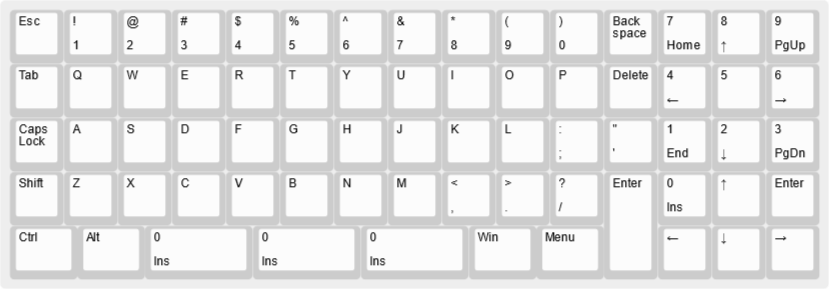 Esc ! @ # $ % ^ & * ( ) Back 7 8 9
space
1 2 3 4 5 6 7 8 9 0 Home ↑ PgUp
Tab Q W E R T Y U I O P Delete 4 5 6
← →
Caps A S D F G H J K L : " 1 2 3
Lock
; ' End ↓ PgDn
Shift Z X C V B N M < > ? Enter 0 ↑ Enter
, . / Ins
Ctrl Alt 0 0 0 Win Menu ← ↓ →
Ins Ins Ins